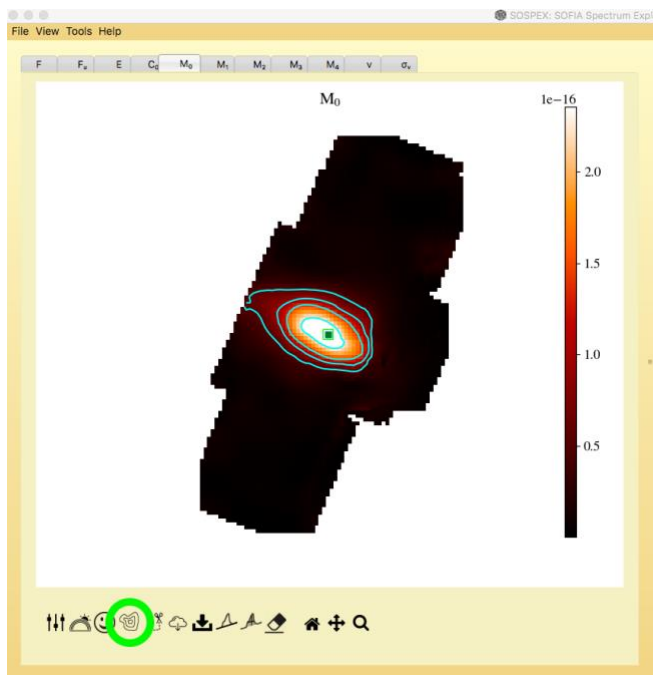 SOSPEX: SOFIA Spectrum Expl
File View Tools Help
F Fᵤ E C₀ M₀ M₁ M₂ M₃ M₄ v σᵥ
M₀
1e−16
2.0
1.5
1.0
0.5